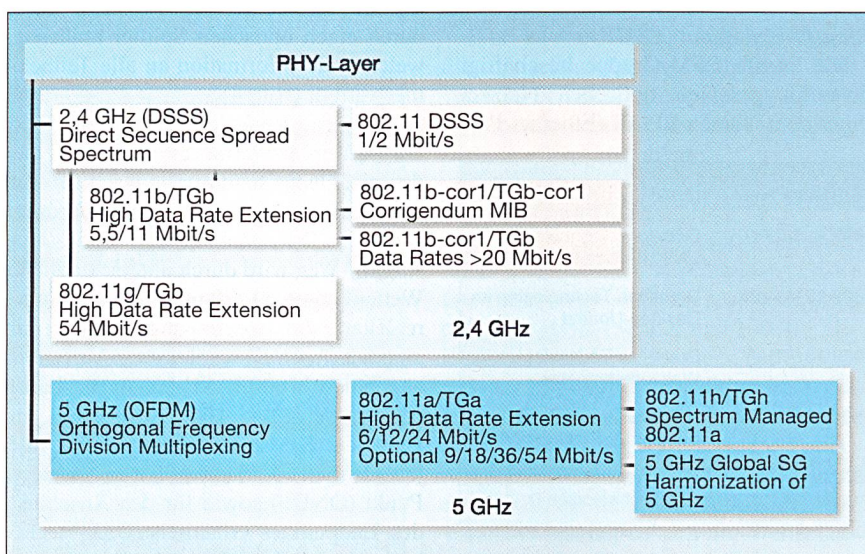 PHY-Layer
2,4 GHz (DSSS)
Direct Secuence Spread
Spectrum
802.11 DSSS
1/2 Mbit/s
802.11b/TGb
High Data Rate Extension
5,5/11 Mbit/s
802.11b-cor1/TGb-cor1
Corrigendum MIB
802.11b-cor1/TGb
Data Rates >20 Mbit/s
802.11g/TGb
High Data Rate Extension
54 Mbit/s
2,4 GHz
5 GHz (OFDM)
Orthogonal Frequency
Division Multiplexing
802.11a/TGa
High Data Rate Extension
6/12/24 Mbit/s
Optional 9/18/36/54 Mbit/s
802.11h/TGh
Spectrum Managed
802.11a
5 GHz Global SG
Harmonization of
5 GHz
5 GHz